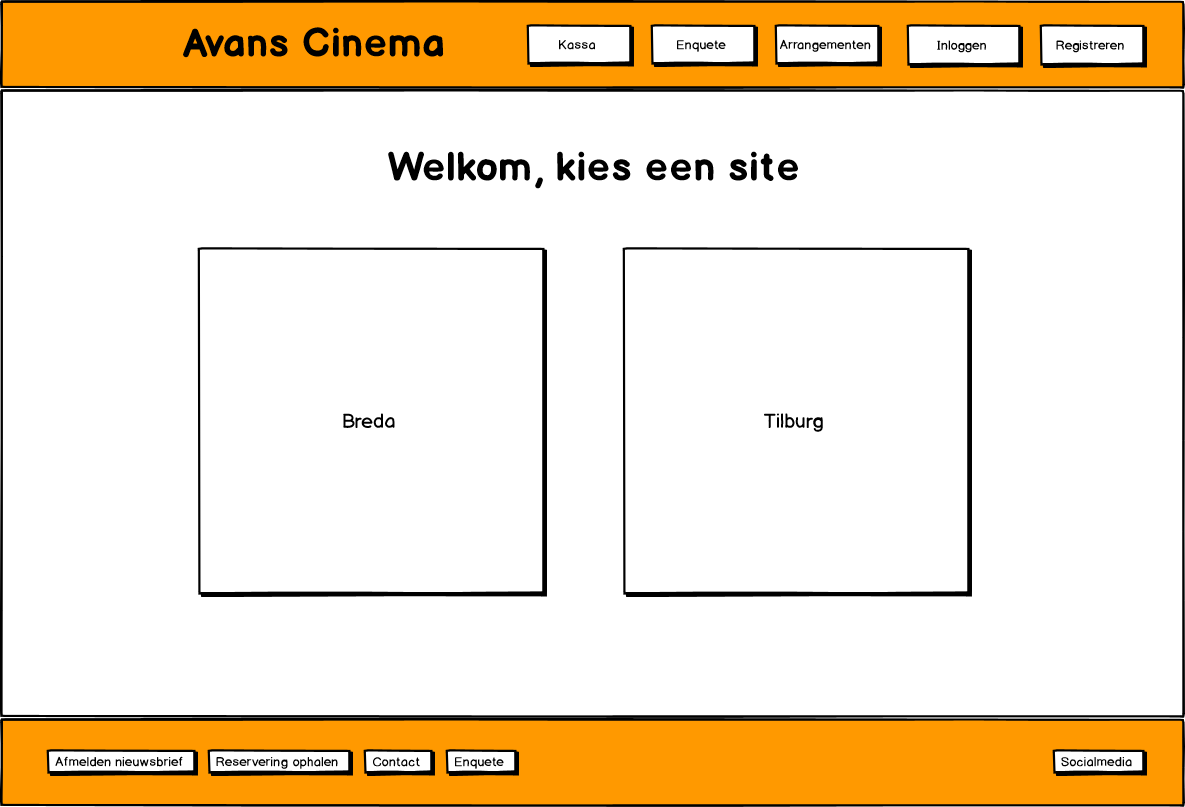 Avans Cinema
Kassa
Enquete
Arrangementen
Inloggen
Registreren
Welkom, kies een site
Breda
Tilburg
Afmelden nieuwsbrief
Reservering ophalen
Contact
Enquete
Socialmedia